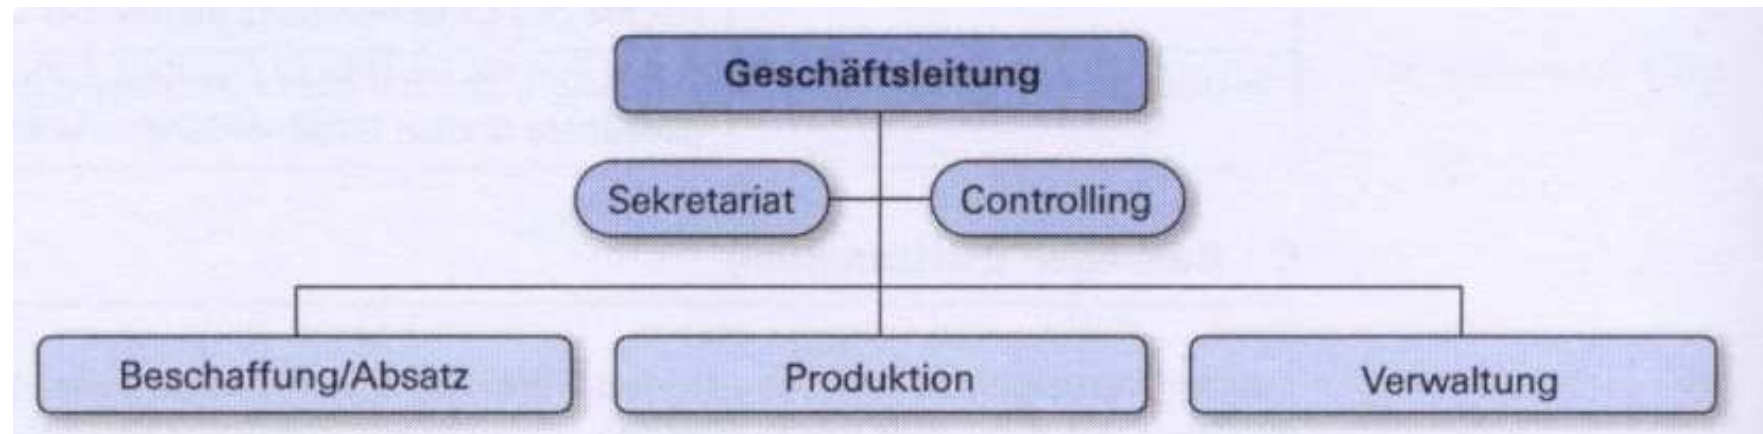 Geschäftsleitung
Sekretariat
Controlling
Beschaffung/Absatz
Produktion
Verwaltung